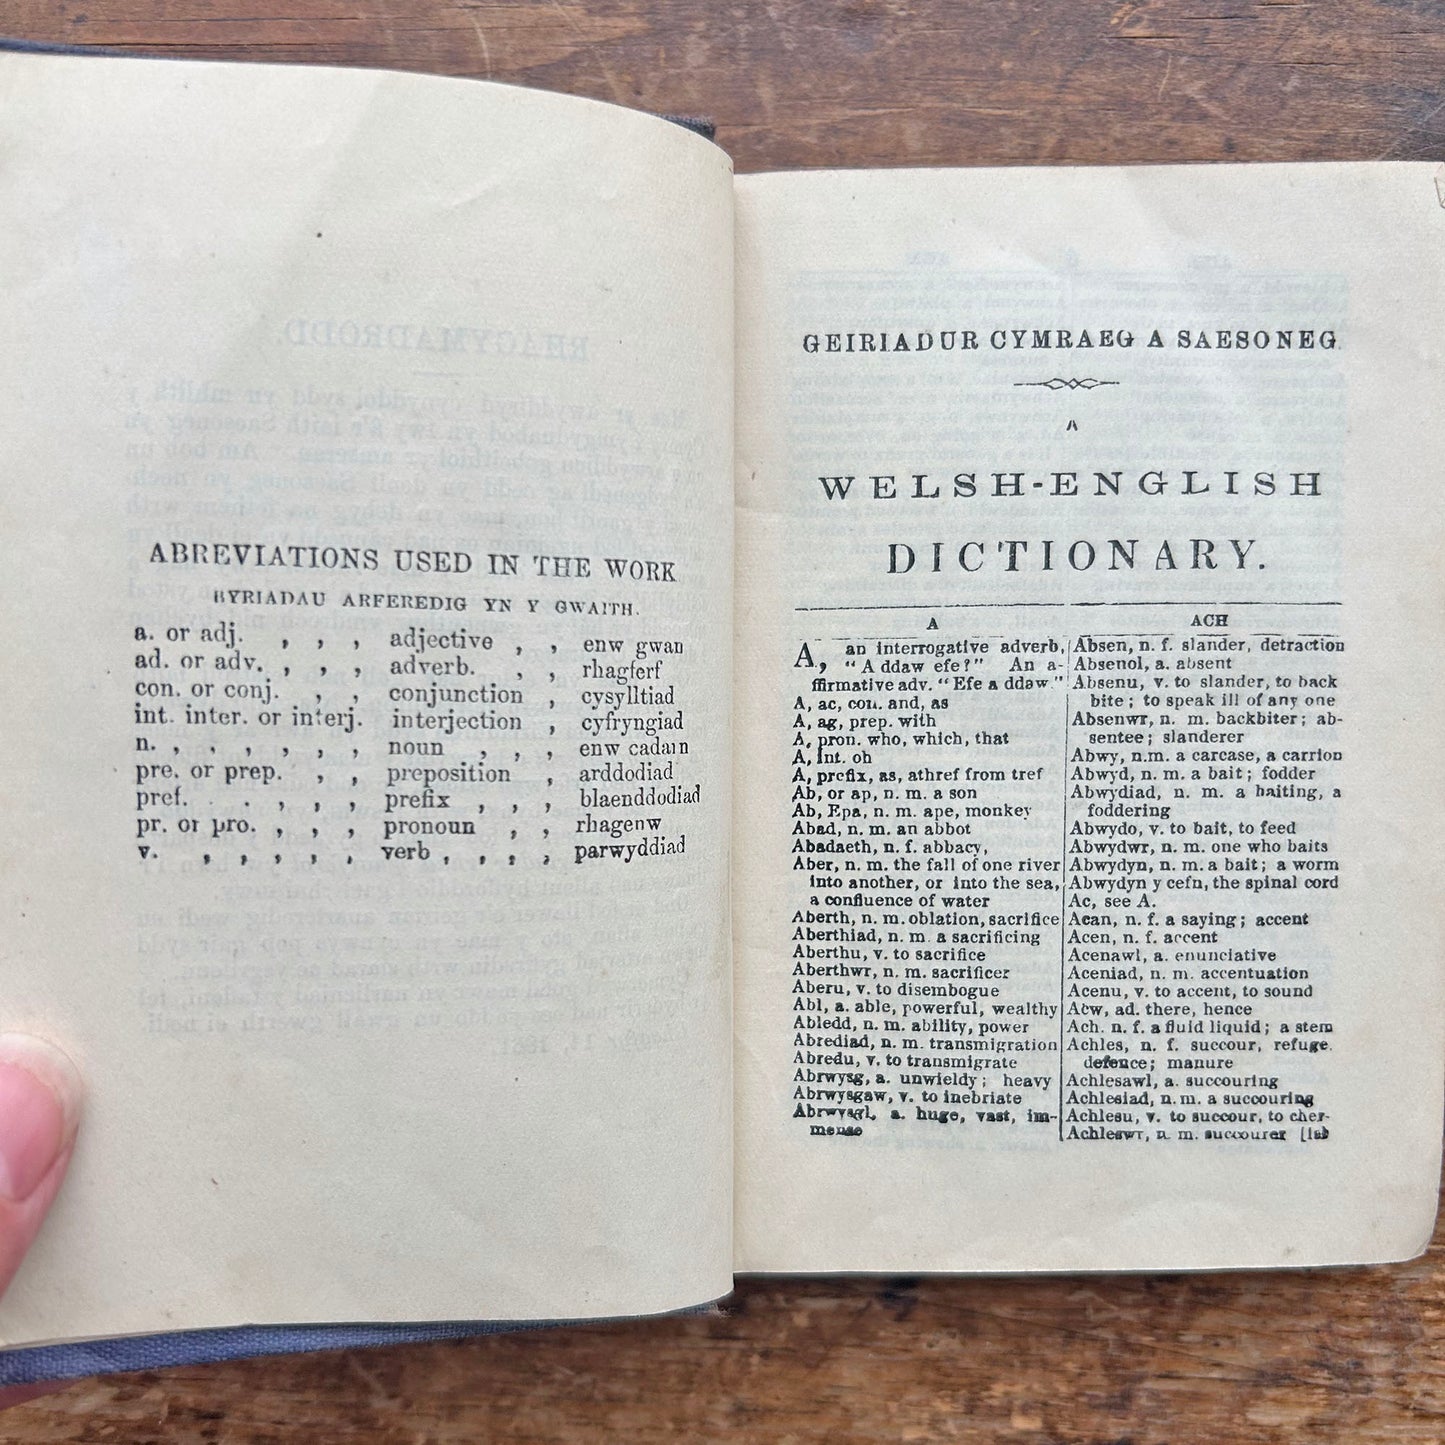 ABREVIATIONS USED IN THE WORK
BYRIADAU ARFEREDIG YN Y GWAITH.
a. or adj. , , , adjective , , enw gwan
ad. or adv. , , , adverb. , , rhagferf
con. or conj. , , conjunction , cysylltiad
int. inter. or interj. interjection , cyfryngiad
n. , , , , , , noun , , , enw cadarn
pre. or prep. , , preposition , arddodiad
pref. . . , , , prefix , , , blaenddodiad
pr. or pro. , , , pronoun , , rhagenw
v. , , , , , verb , , , , parwyddiad
GEIRIADUR CYMRAEG A SAESONEG
A
WELSH-ENGLISH
DICTIONARY.
A
A, an interrogative adverb,
"A ddaw efe?" An a-
ffirmative adv. "Efe a ddaw."
A, ac, con. and, as
A, ag, prep. with
A, pron. who, which, that
A, int. oh
A, prefix, as, athref from tref
Ab, or ap, n. m. a son
Ab, Epa, n. m. ape, monkey
Abad, n. m. an abbot
Abadaeth, n. f. abbacy,
Aber, n. m. the fall of one river
into another, or into the sea,
a confluence of water
Aberth, n. m. oblation, sacrifice
Aberthiad, n. m. a sacrificing
Aberthu, v. to sacrifice
Aberthwr, n. m. sacrificer
Aberu, v. to disembogue
Abl, a. able, powerful, wealthy
Abledd, n. m. ability, power
Abrediad, n. m. transmigration
Abredu, v. to transmigrate
Abrwysg, a. unwieldy; heavy
Abrwysgaw, v. to inebriate
Abrwysgl, a. huge, vast, im-
mense
ACH
Absen, n. f. slander, detraction
Absenol, a. absent
Absenu, v. to slander, to back
bite; to speak ill of any one
Absenwr, n. m. backbiter; ab-
sentee; slanderer
Abwy, n.m. a carcase, a carrion
Abwyd, n. m. a bait; fodder
Abwydiad, n. m. a baiting, a
foddering
Abwydo, v. to bait, to feed
Abwydwr, n. m. one who baits
Abwydyn, n. m. a bait; a worm
Abwydyn y cefn, the spinal cord
Ac, see A.
Acan, n. f. a saying; accent
Acen, n. f. accent
Acenawl, a. enunciative
Aceniad, n. m. accentuation
Acenu, v. to accent, to sound
Acw, ad. there, hence
Ach. n. f. a fluid liquid; a stem
Achles, n. f. succour, refuge.
defence; manure
Achlesawl, a. succouring
Achlesiad, n. m. a succouring
Achlesu, v. to succour, to cher-
Achleswr, n. m. succourer [ish